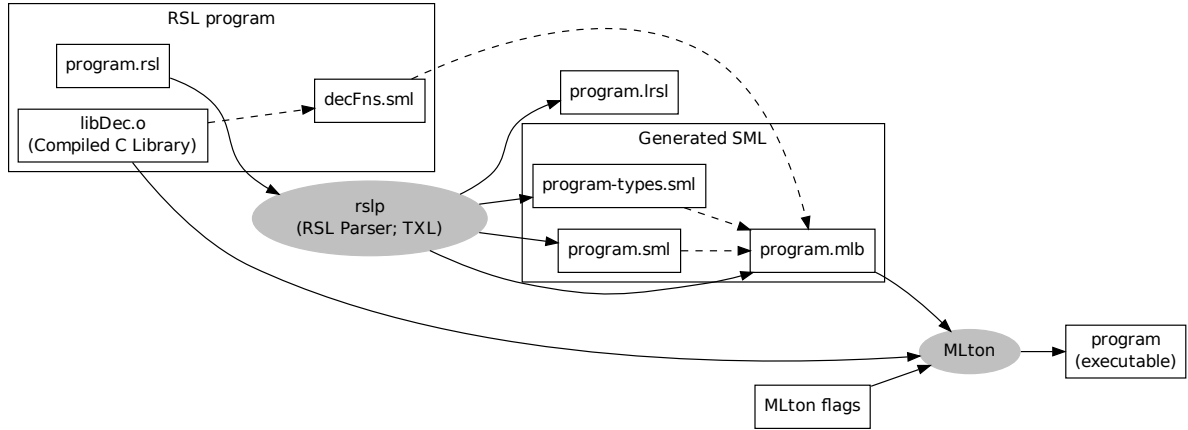 RSL program
program.rsl
decFns.sml
libDec.o
(Compiled C Library)
program.lrsl
Generated SML
program-types.sml
rslp
(RSL Parser; TXL)
program.sml
program.mlb
MLton
program
(executable)
MLton flags